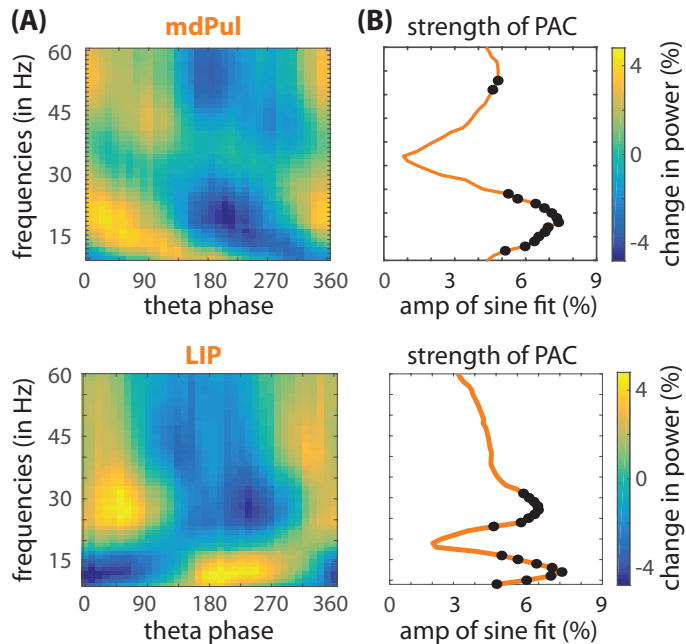 (A)
mdPul
60
45
30
15
frequencies (in Hz)
0 90 180 270 360
theta phase
(B)
strength of PAC
0 3 6 9
amp of sine fit (%)
4
0
-4
change in power (%)
LIP
60
45
30
15
frequencies (in Hz)
0 90 180 270 360
theta phase
strength of PAC
0 3 6 9
amp of sine fit (%)
4
0
-4
change in power (%)